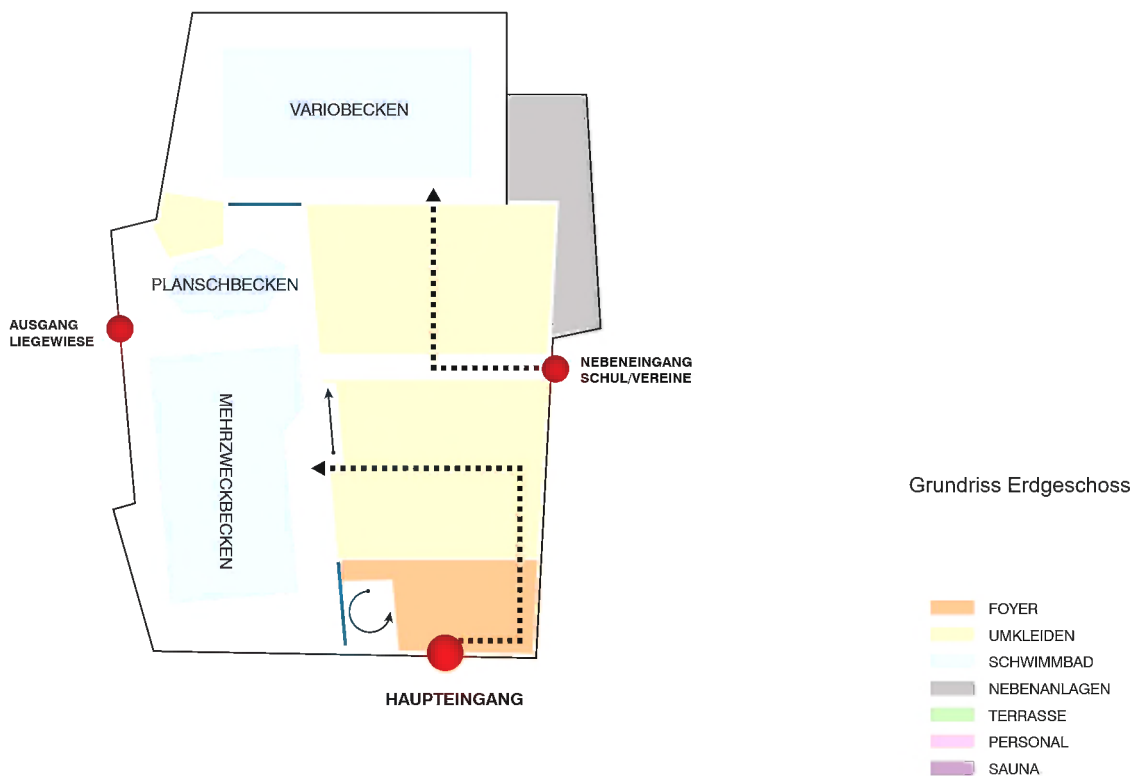 VARIOBECKEN
PLANSCHBECKEN
AUSGANG
LIEGEWIESE
NEBENEINGANG
SCHUL/VEREINE
MEHRZWECKBECKEN
HAUPTEINGANG
Grundriss Erdgeschoss
FOYER
UMKLEIDEN
SCHWIMMBAD
NEBENANLAGEN
TERRASSE
PERSONAL
SAUNA